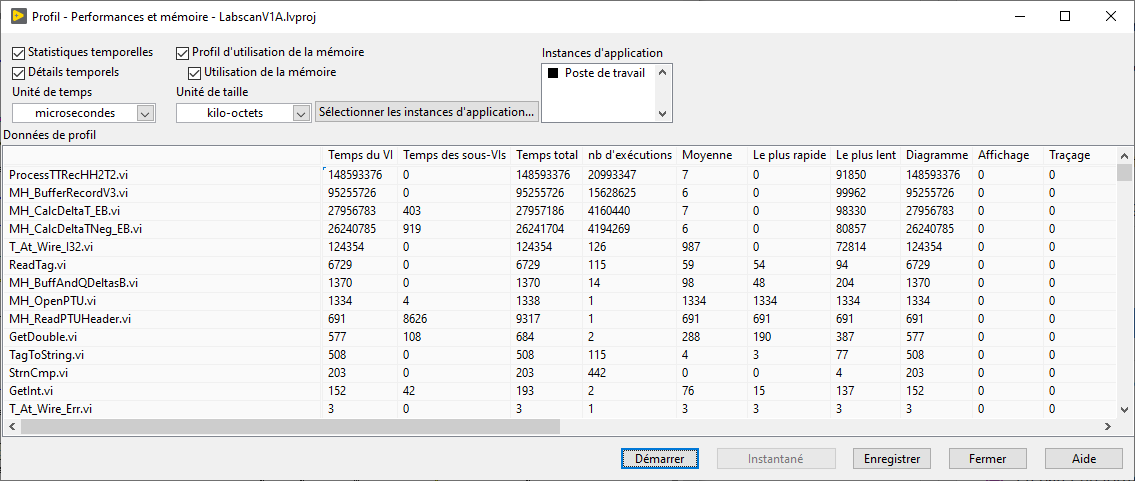 Profil - Performances et mémoire - LabscanV1A.lvproj
Statistiques temporelles Profil d'utilisation de la mémoire Instances d'application
Détails temporels Utilisation de la mémoire Poste de travail
Unité de temps Unité de taille
microsecondes kilo-octets Sélectionner les instances d'application...
Données de profil
Temps du VI Temps des sous-VIs Temps total nb d'exécutions Moyenne Le plus rapide Le plus lent Diagramme Affichage Traçage
ProcessTTRecHH2T2.vi 148593376 0 148593376 20993347 7 0 91850 148593376 0 0
MH_BufferRecordV3.vi 95255726 0 95255726 15628625 6 0 99962 95255726 0 0
MH_CalcDeltaT_EB.vi 27956783 403 27957186 4160440 7 0 98330 27956783 0 0
MH_CalcDeltaTNeg_EB.vi 26240785 919 26241704 4194269 6 0 80857 26240785 0 0
T_At_Wire_I32.vi 124354 0 124354 126 987 0 72814 124354 0 0
ReadTag.vi 6729 0 6729 115 59 54 94 6729 0 0
MH_BuffAndQDeltasB.vi 1370 0 1370 14 98 48 204 1370 0 0
MH_OpenPTU.vi 1334 4 1338 1 1334 1334 1334 1334 0 0
MH_ReadPTUHeader.vi 691 8626 9317 1 691 691 691 691 0 0
GetDouble.vi 577 108 684 2 288 190 387 577 0 0
TagToString.vi 508 0 508 115 4 3 77 508 0 0
StrnCmp.vi 203 0 203 442 0 0 4 203 0 0
GetInt.vi 152 42 193 2 76 15 137 152 0 0
T_At_Wire_Err.vi 3 0 3 1 3 3 3 3 0 0
Démarrer Instantané Enregistrer Fermer Aide